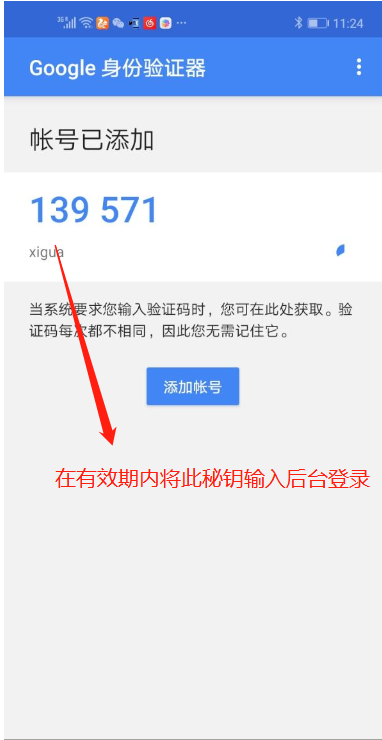 36 11:24
Google 身份验证器
帐号已添加
139 571
xigua
当系统要求您输入验证码时，您可在此处获取。验
证码每次都不相同，因此您无需记住它。
添加帐号
在有效期内将此秘钥输入后台登录